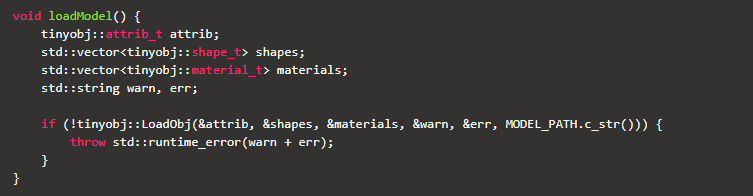 void loadModel() {
    tinyobj::attrib_t attrib;
    std::vector<tinyobj::shape_t> shapes;
    std::vector<tinyobj::material_t> materials;
    std::string warn, err;

    if (!tinyobj::LoadObj(&attrib, &shapes, &materials, &warn, &err, MODEL_PATH.c_str())) {
        throw std::runtime_error(warn + err);
    }
}